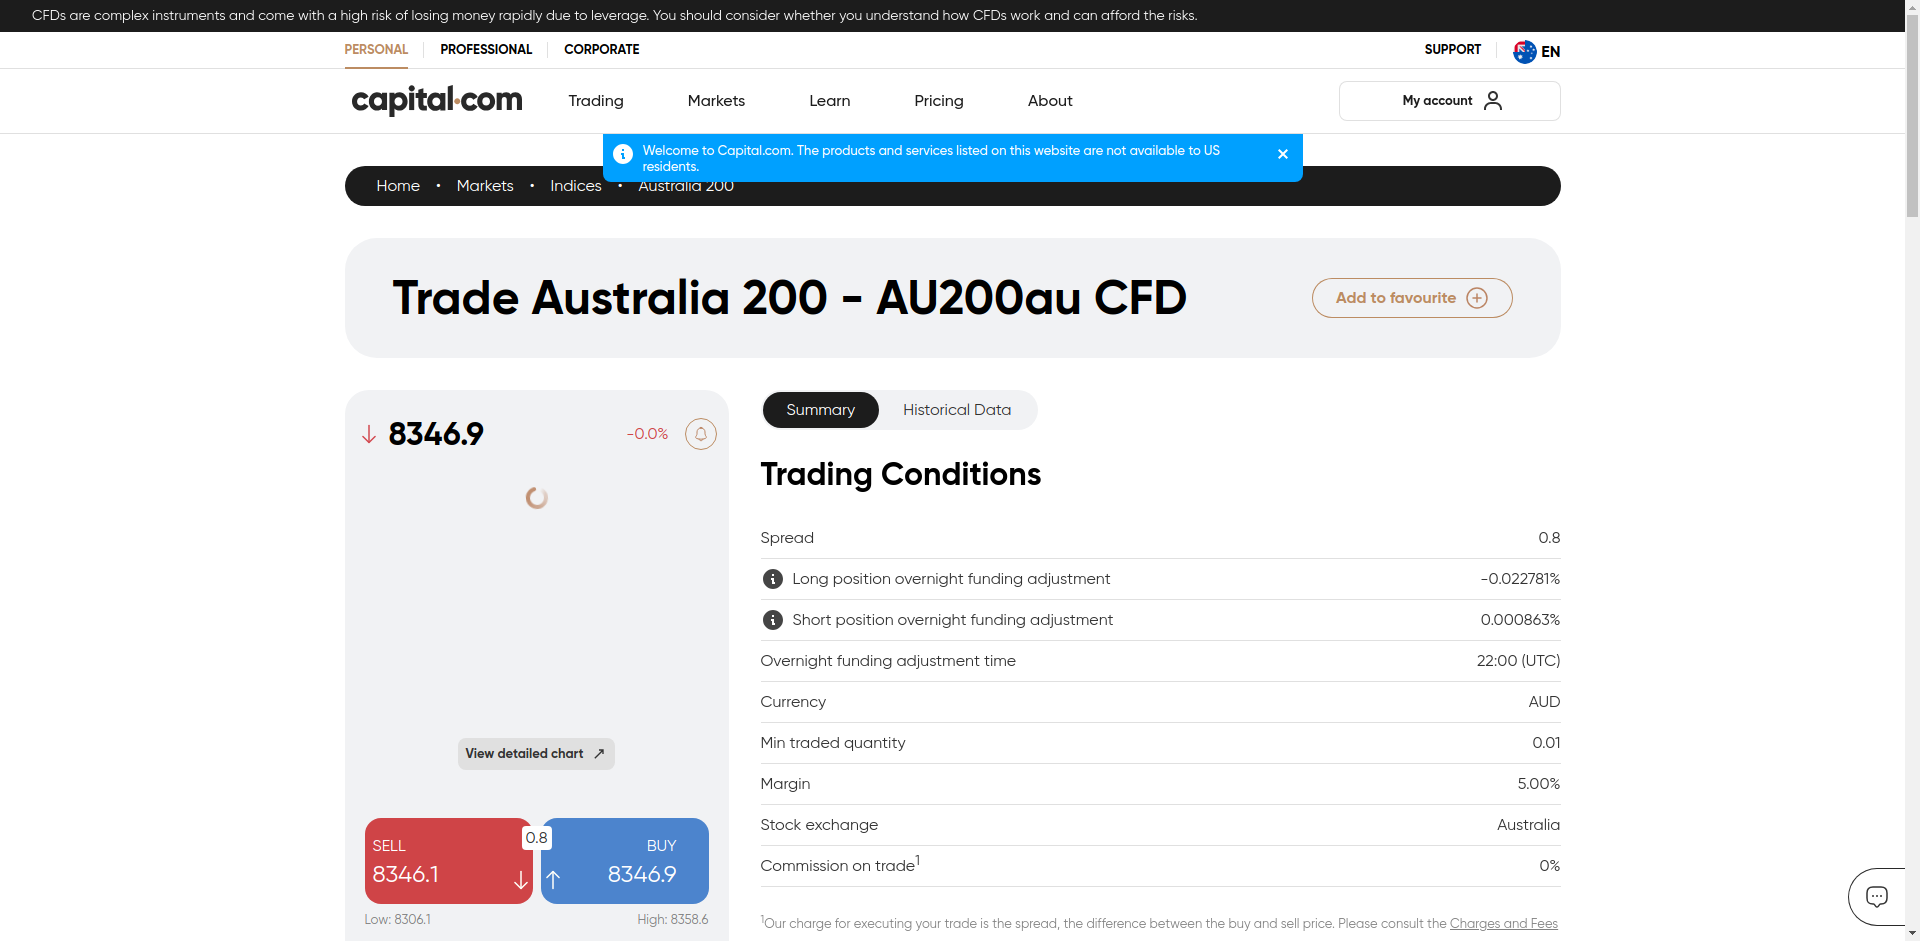 CFDs are complex instruments and come with a high risk of losing money rapidly due to leverage. You should consider whether you understand how CFDs work and can afford the risks.
PERSONAL PROFESSIONAL CORPORATE SUPPORT EN
capital.com Trading Markets Learn Pricing About My account
Welcome to Capital.com. The products and services listed on this website are not available to US
residents.
Home • Markets • Indices • Australia 200
Trade Australia 200 - AU200au CFD
Add to favourite
8346.9 -0.0%
View detailed chart
SELL
8346.1
0.8
BUY
8346.9
Low: 8306.1 High: 8358.6
Summary Historical Data
Trading Conditions
Spread 0.8
Long position overnight funding adjustment -0.022781%
Short position overnight funding adjustment 0.000863%
Overnight funding adjustment time 22:00 (UTC)
Currency AUD
Min traded quantity 0.01
Margin 5.00%
Stock exchange Australia
Commission on trade1 0%
1Our charge for executing your trade is the spread, the difference between the buy and sell price. Please consult the Charges and Fees